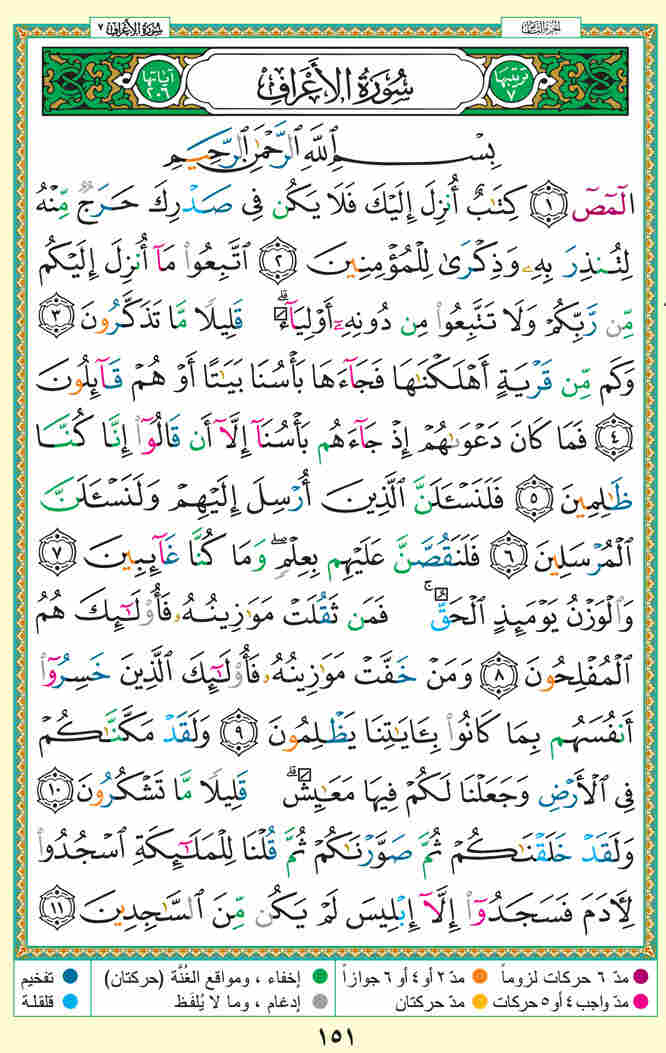 الجزء الثامن سورة الأعراف ٧
ترتيبها ٧ سُورَةُ الأَعْرَافِ آياتها ٢٠٦
بِسْمِ ٱللَّهِ ٱلرَّحْمَٰنِ ٱلرَّحِيمِ
الٓمٓصٓ ١ كِتَٰبٌ أُنزِلَ إِلَيْكَ فَلَا يَكُن فِى صَدْرِكَ حَرَجٌ مِّنْهُ
لِتُنذِرَ بِهِۦ وَذِكْرَىٰ لِلْمُؤْمِنِينَ ٢ ٱتَّبِعُوا۟ مَآ أُنزِلَ إِلَيْكُم
مِّن رَّبِّكُمْ وَلَا تَتَّبِعُوا۟ مِن دُونِهِۦٓ أَوْلِيَآءَ ۗ قَلِيلًا مَّا تَذَكَّرُونَ ٣
وَكَم مِّن قَرْيَةٍ أَهْلَكْنَٰهَا فَجَآءَهَا بَأْسُنَا بَيَٰتًا أَوْ هُمْ قَآئِلُونَ
٤ فَمَا كَانَ دَعْوَىٰهُمْ إِذْ جَآءَهُم بَأْسُنَآ إِلَّآ أَن قَالُوٓا۟ إِنَّا كُنَّا
ظَٰلِمِينَ ٥ فَلَنَسْـَٔلَنَّ ٱلَّذِينَ أُرْسِلَ إِلَيْهِمْ وَلَنَسْـَٔلَنَّ
ٱلْمُرْسَلِينَ ٦ فَلَنَقُصَّنَّ عَلَيْهِم بِعِلْمٍ ۖ وَمَا كُنَّا غَآئِبِينَ ٧
وَٱلْوَزْنُ يَوْمَئِذٍ ٱلْحَقُّ ۚ فَمَن ثَقُلَتْ مَوَٰزِينُهُۥ فَأُو۟لَٰٓئِكَ هُمُ
ٱلْمُفْلِحُونَ ٨ وَمَنْ خَفَّتْ مَوَٰزِينُهُۥ فَأُو۟لَٰٓئِكَ ٱلَّذِينَ خَسِرُوٓا۟
أَنفُسَهُم بِمَا كَانُوا۟ بِـَٔايَٰتِنَا يَظْلِمُونَ ٩ وَلَقَدْ مَكَّنَّٰكُمْ
فِى ٱلْأَرْضِ وَجَعَلْنَا لَكُمْ فِيهَا مَعَٰيِشَ ۗ قَلِيلًا مَّا تَشْكُرُونَ ١٠
وَلَقَدْ خَلَقْنَٰكُمْ ثُمَّ صَوَّرْنَٰكُمْ ثُمَّ قُلْنَا لِلْمَلَٰٓئِكَةِ ٱسْجُدُوا۟
لِـَٔادَمَ فَسَجَدُوٓا۟ إِلَّآ إِبْلِيسَ لَمْ يَكُن مِّنَ ٱلسَّٰجِدِينَ ١١
مدّ ٦ حركات لزوماً مدّ ٢ أو ٤ أو ٦ جوازاً إخفاء ، ومواقع الغُنَّة (حركتان) تفخيم
مدّ واجب ٤ أو ٥ حركات مدّ حركتان إدغام ، وما لا يُلفَظ قلقلة
١٥١